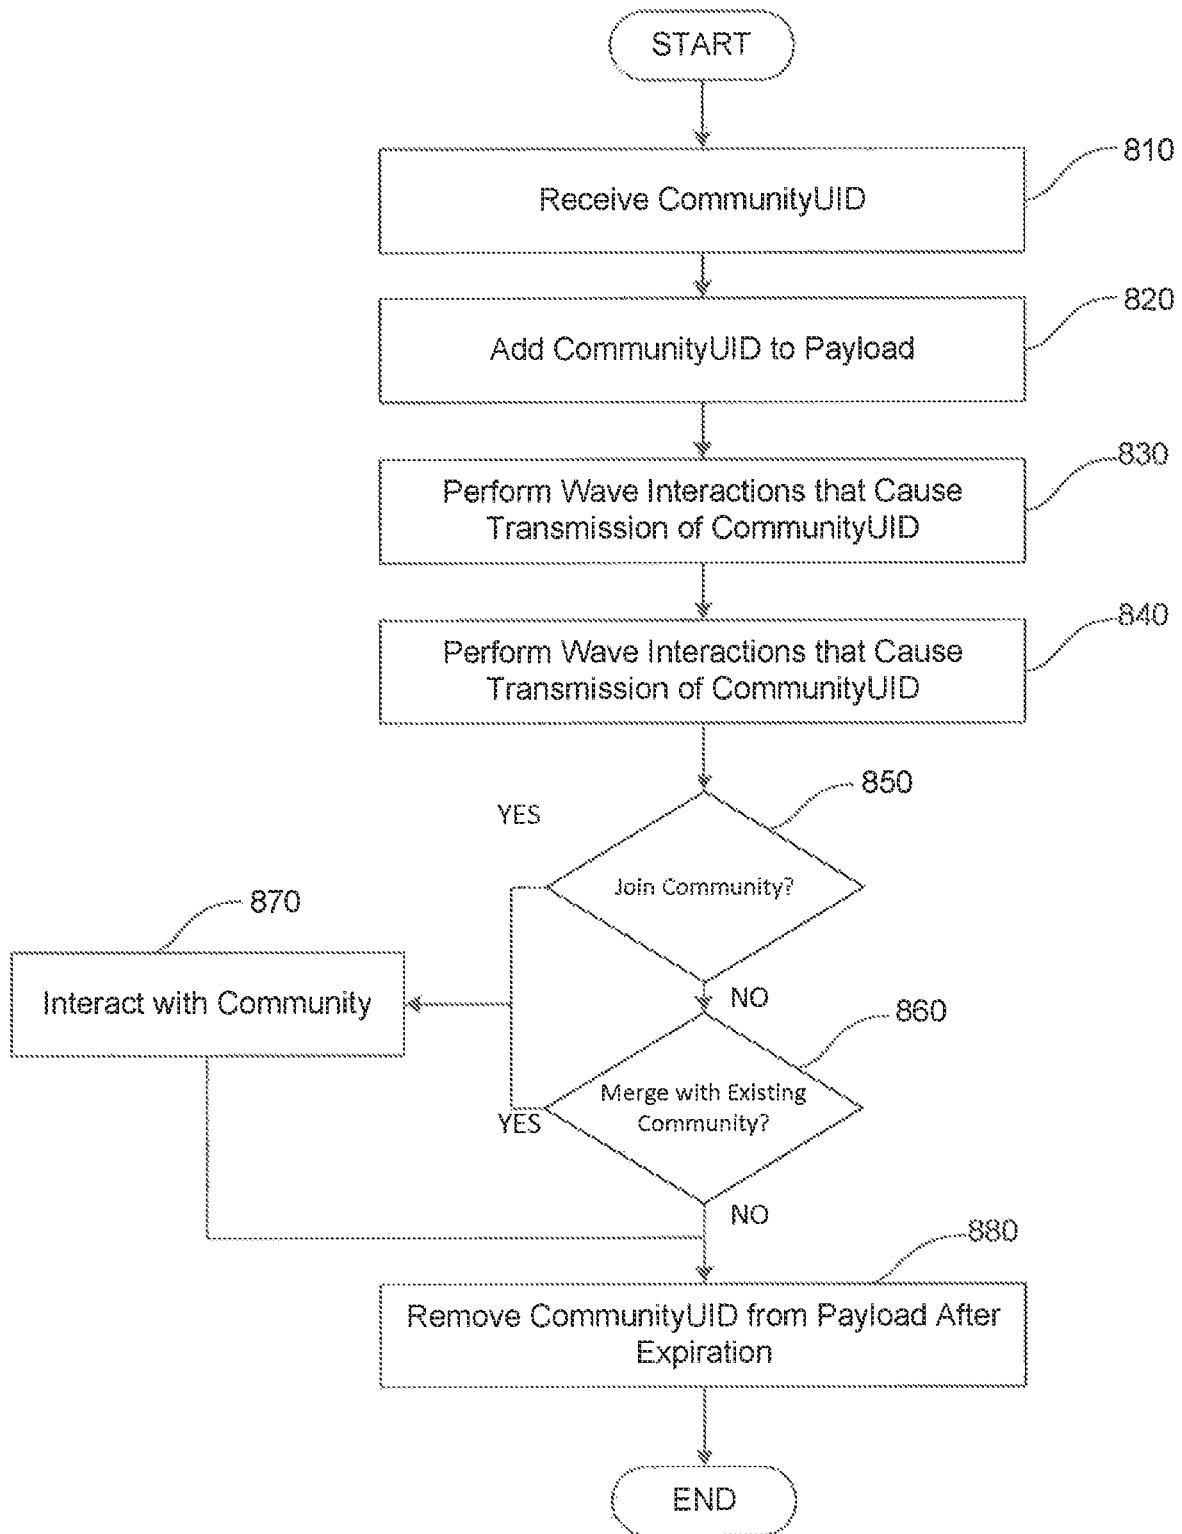 START
810
Receive CommunityUID
820
Add CommunityUID to Payload
830
Perform Wave Interactions that Cause
Transmission of CommunityUID
840
Perform Wave Interactions that Cause
Transmission of CommunityUID
850
YES
Join Community?
870
Interact with Community
NO
860
Merge with Existing
Community?
YES
NO
880
Remove CommunityUID from Payload After
Expiration
END